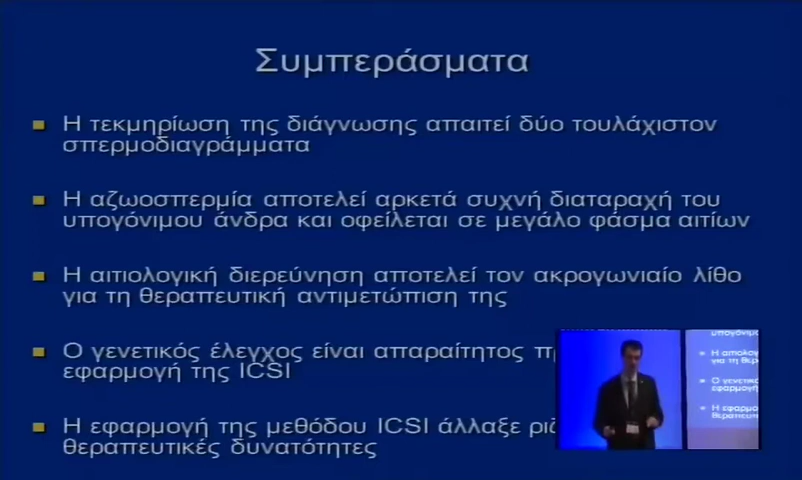 Συμπεράσματα
Η τεκμηρίωση της διάγνωσης απαιτεί δύο τουλάχιστον
σπερμοδιαγράμματα
Η αζωοσπερμία αποτελεί αρκετά συχνή διαταραχή του
υπογόνιμου άνδρα και οφείλεται σε μεγάλο φάσμα αιτίων
Η αιτιολογική διερεύνηση αποτελεί τον ακρογωνιαίο λίθο
για τη θεραπευτική αντιμετώπιση της
Ο γενετικός έλεγχος είναι απαραίτητος
εφαρμογή της ICSI
Η εφαρμογή της μεθόδου ICSI άλλαξε
θεραπευτικές δυνατότητες